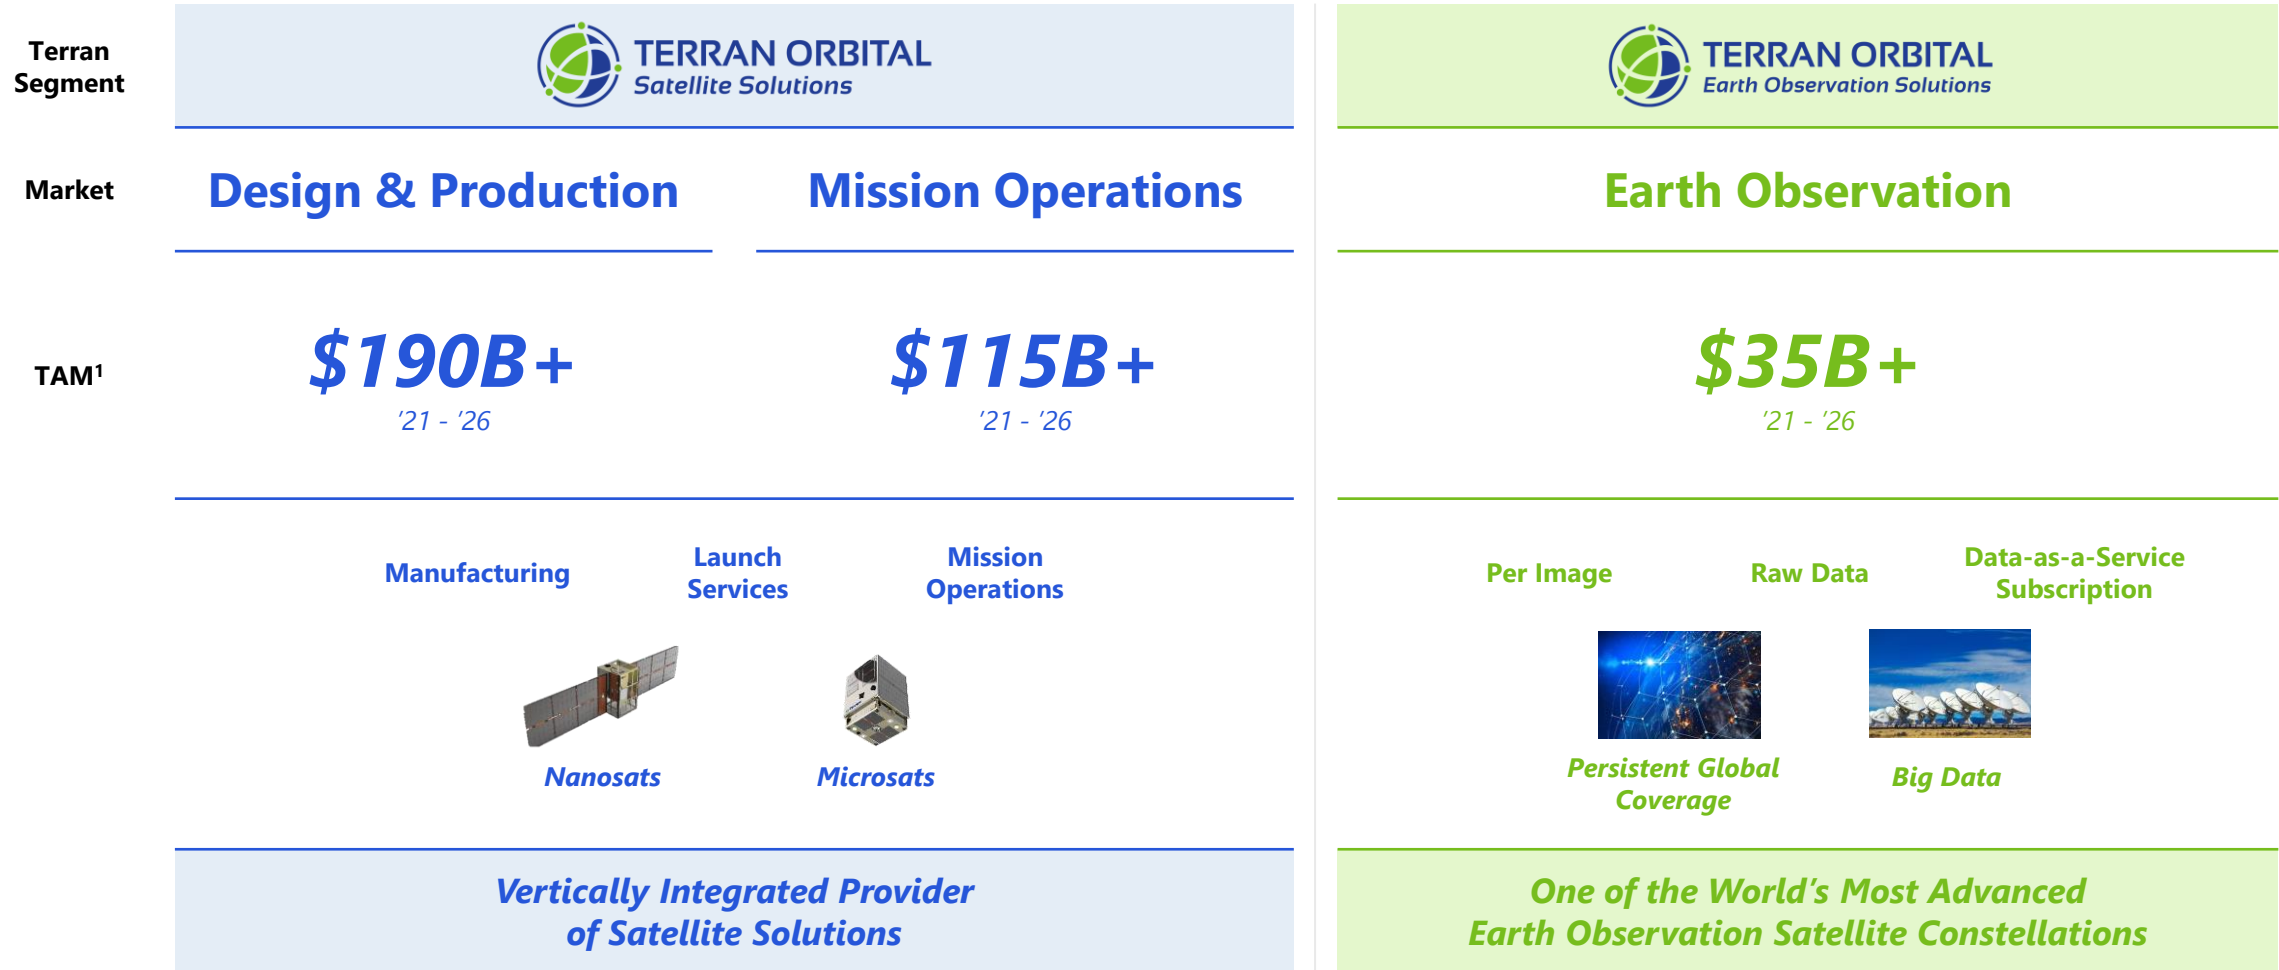 Terran
Segment
TERRAN ORBITAL
Satellite Solutions
TERRAN ORBITAL
Earth Observation Solutions
Market
Design & Production
Mission Operations
Earth Observation
TAM¹
$190B+
'21 - '26
$115B+
'21 - '26
$35B+
'21 - '26
Manufacturing
Launch
Services
Mission
Operations
Per Image
Raw Data
Data-as-a-Service
Subscription
Nanosats
Microsats
Persistent Global
Coverage
Big Data
Vertically Integrated Provider
of Satellite Solutions
One of the World’s Most Advanced
Earth Observation Satellite Constellations